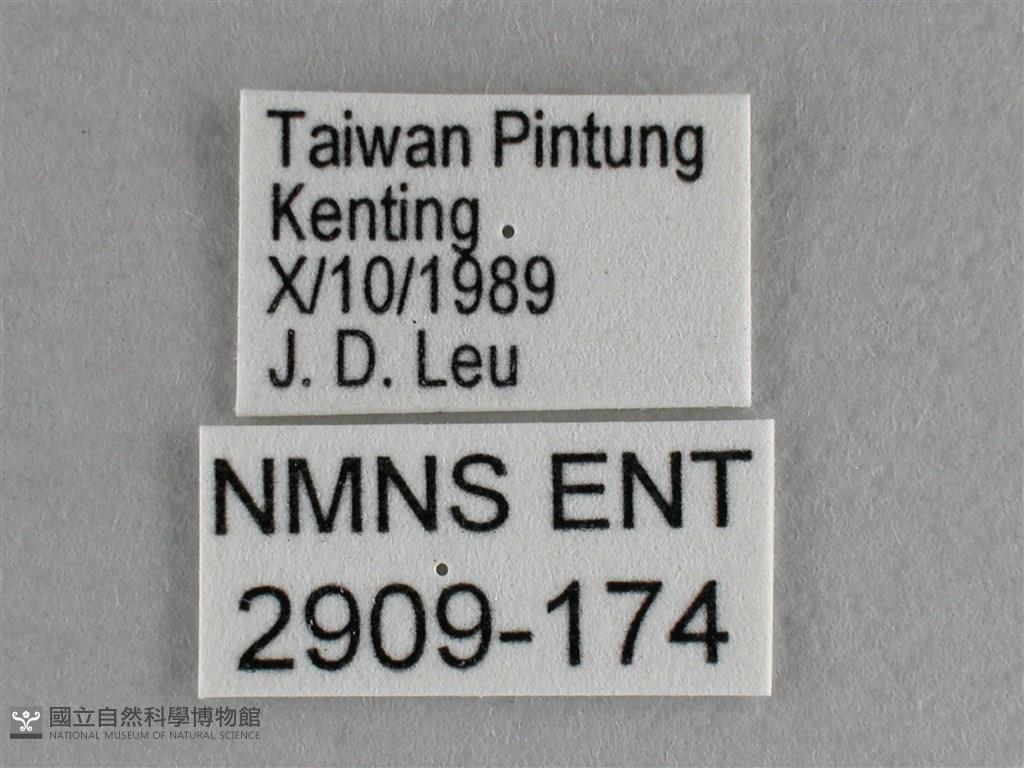 Taiwan Pintung
Kenting
X/10/1989
J. D. Leu
NMNS ENT
2909-174
國立自然科學博物館
NATIONAL MUSEUM OF NATURAL SCIENCE